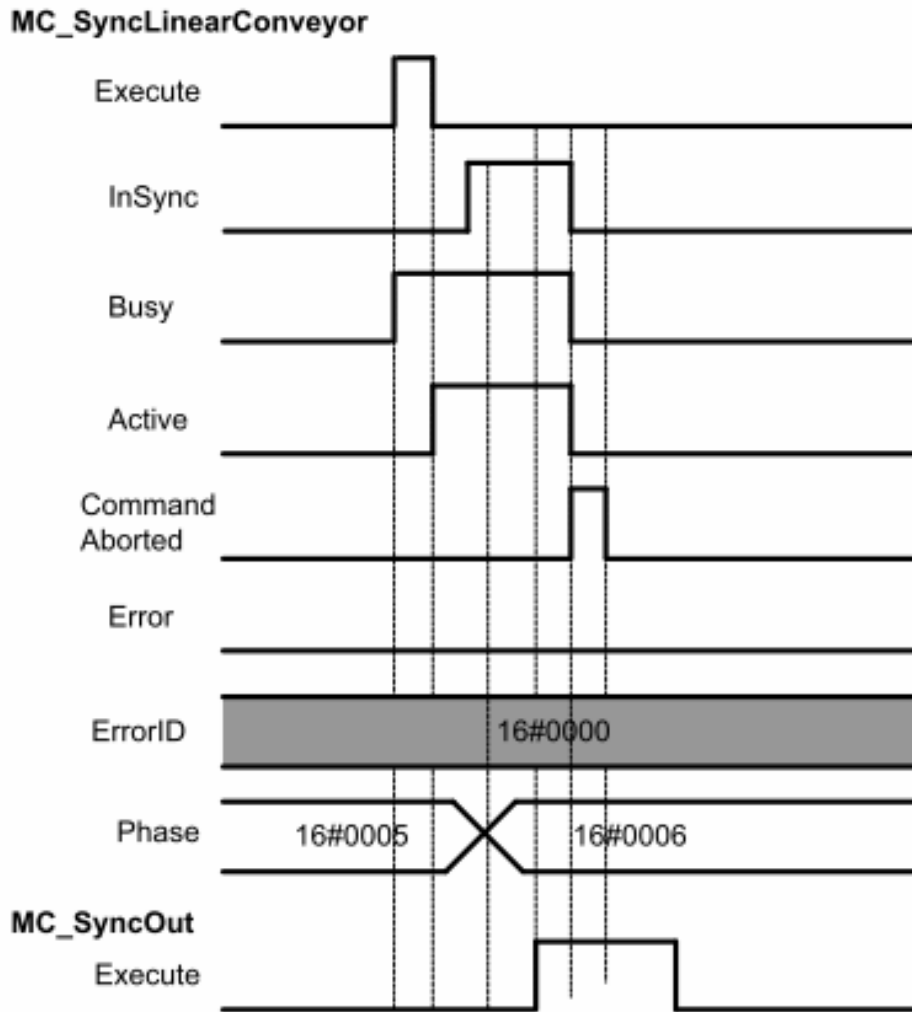 MC_SyncLinearConveyor
Execute
InSync
Busy
Active
Command
Aborted
Error
ErrorID
16#0000
Phase
16#0005
16#0006
MC_SyncOut
Execute